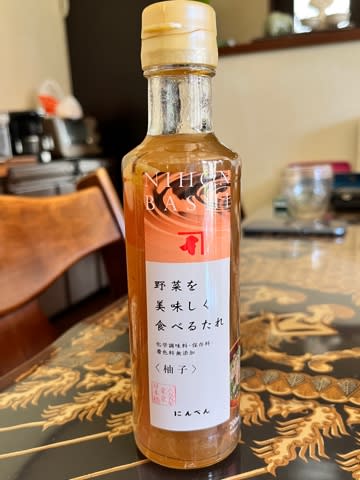 NIHON
BASHI
野菜を
美味しく
食べるたれ
化学調味料・保存料・
着色料無添加
〈柚子〉
にんべん